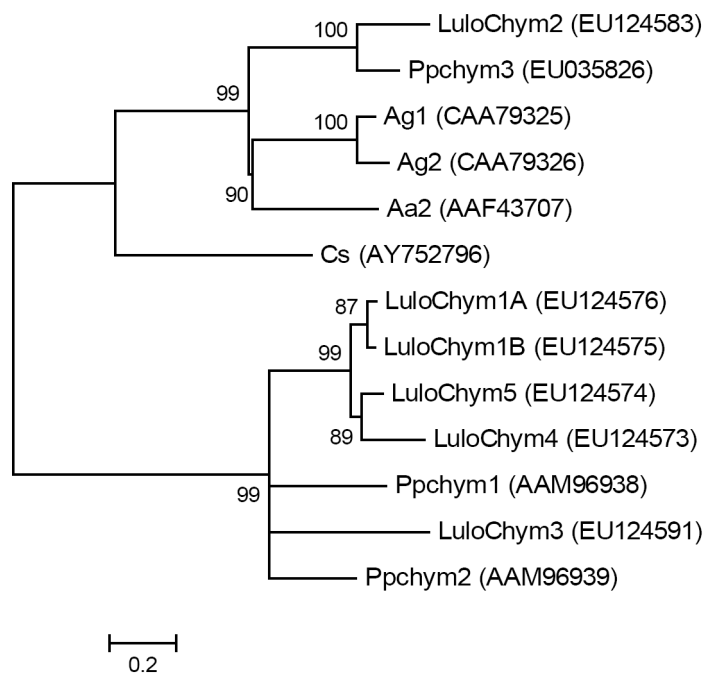 100 LuloChym2 (EU124583)
Ppchym3 (EU035826)
99
100 Ag1 (CAA79325)
Ag2 (CAA79326)
90
Aa2 (AAF43707)
Cs (AY752796)
87 LuloChym1A (EU124576)
99 LuloChym1B (EU124575)
LuloChym5 (EU124574)
89 LuloChym4 (EU124573)
Ppchym1 (AAM96938)
99
LuloChym3 (EU124591)
Ppchym2 (AAM96939)
0.2